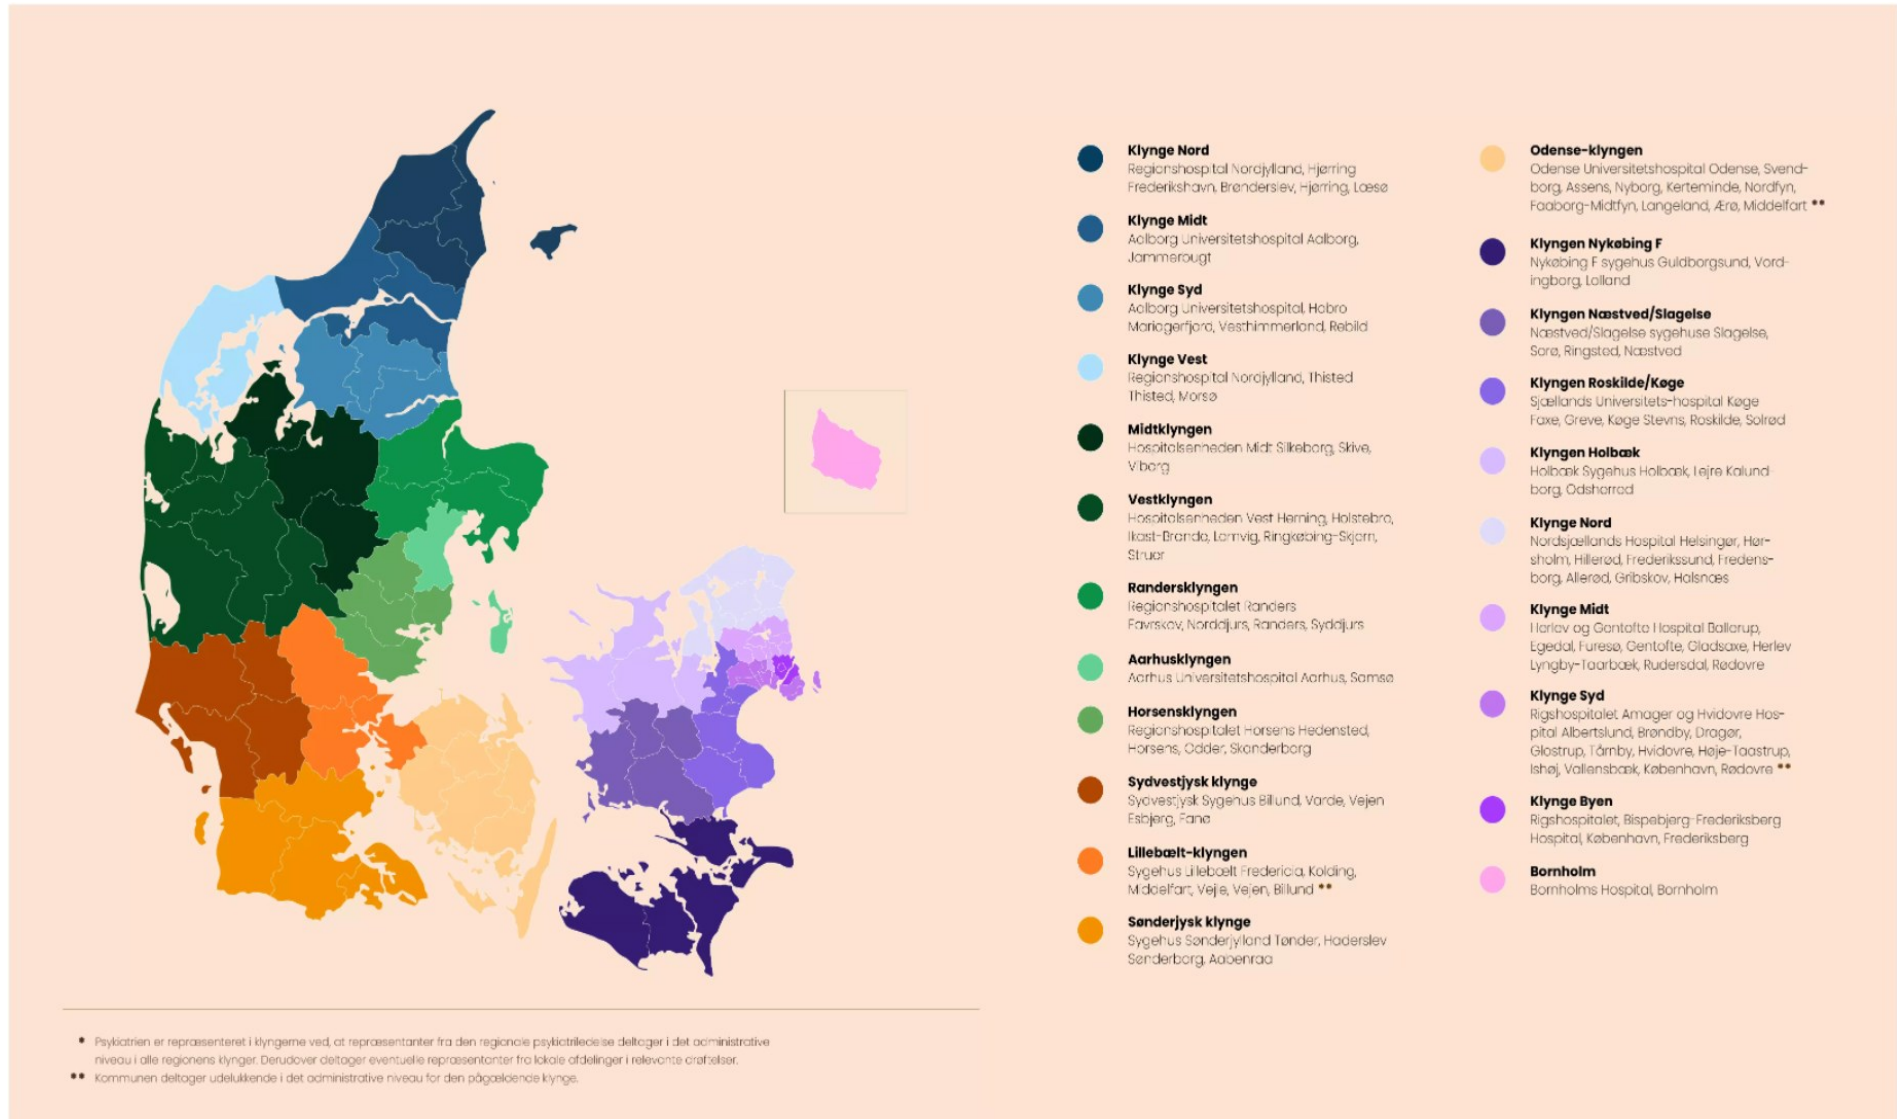 Klynge Nord
Regionshospital Nordjylland, Hjørring
Frederikshavn, Brønderslev, Hjørring, Læsø
Klynge Midt
Aalborg Universitetshospital Aalborg,
Jammerbugt
Klynge Syd
Aalborg Universitetshospital, Hobro
Mariagerfjord, Vesthimmerland, Rebild
Klynge Vest
Regionshospital Nordjylland, Thisted
Thisted, Morsø
Midtklyngen
Hospitalsenheden Midt Silkeborg, Skive,
Viborg
Vestklyngen
Hospitalsenheden Vest Herning, Holstebro,
Ikast-Brande, Lemvig, Ringkøbing-Skjern,
Struer
Randersklyngen
Regionshospitalet Randers
Favrskov, Norddjurs, Randers, Syddjurs
Aarhusklyngen
Aarhus Universitetshospital Aarhus, Samsø
Horsensklyngen
Regionshospitalet Horsens Hedensted,
Horsens, Odder, Skanderborg
Sydvestjysk klynge
Sydvestjysk Sygehus Billund, Varde, Vejen
Esbjerg, Fanø
Lillebælt-klyngen
Sygehus Lillebælt Fredericia, Kolding,
Middelfart, Vejle, Vejen, Billund **
Sønderjysk klynge
Sygehus Sønderjylland Tønder, Haderslev
Sønderborg, Aabenraa
Odense-klyngen
Odense Universitetshospital Odense, Svend-
borg, Assens, Nyborg, Kerteminde, Nordfyn,
Faaborg-Midtfyn, Langeland, Ærø, Middelfart **
Klyngen Nykøbing F
Nykøbing F sygehus Guldborgsund, Vord-
ingborg, Lolland
Klyngen Næstved/Slagelse
Næstved/Slagelse sygehuse Slagelse,
Sorø, Ringsted, Næstved
Klyngen Roskilde/Køge
Sjællands Universitets-hospital Køge
Faxe, Greve, Køge Stevns, Roskilde, Solrød
Klyngen Holbæk
Holbæk Sygehus Holbæk, Lejre Kalund
borg, Odsherred
Klynge Nord
Nordsjællands Hospital Helsingør, Hør-
sholm, Hillerød, Frederikssund, Fredens-
borg, Allerød, Gribskov, Halsnæs
Klynge Midt
Herlev og Gentofte Hospital Ballerup,
Egedal, Furesø, Gentofte, Gladsaxe, Herlev
Lyngby-Taarbæk, Rudersdal, Rødovre
Klynge Syd
Rigshospitalet Amager og Hvidovre Hos-
pital Albertslund, Brøndby, Dragør,
Glostrup, Tårnby, Hvidovre, Høje-Taastrup,
Ishøj, Vallensbæk, København, Rødovre **
Klynge Byen
Rigshospitalet, Bispebjerg-Frederiksberg
Hospital, København, Frederiksberg
Bornholm
Bornholms Hospital, Bornholm
* Psykiatrien er repræsenteret i klyngerne ved, at repræsentanter fra den regionale psykiatriledelse deltager i det administrative
niveau i alle regionens klynger. Derudover deltager eventuelle repræsentanter fra lokale afdelinger i relevante drøftelser.
** Kommunen deltager udelukkende i det administrative niveau for den pågældende klynge.